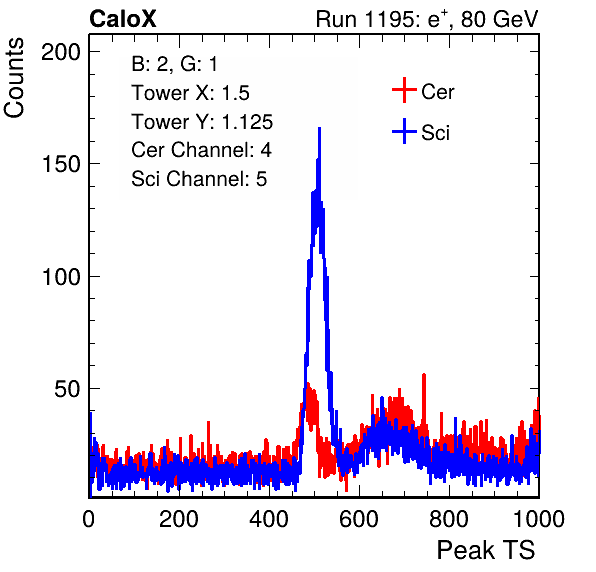 CaloX Run 1195: e⁺, 80 GeV
Counts
200
150
100
50
B: 2, G: 1
Tower X: 1.5
Tower Y: 1.125
Cer Channel: 4
Sci Channel: 5
Cer
Sci
0 200 400 600 800 1000
Peak TS